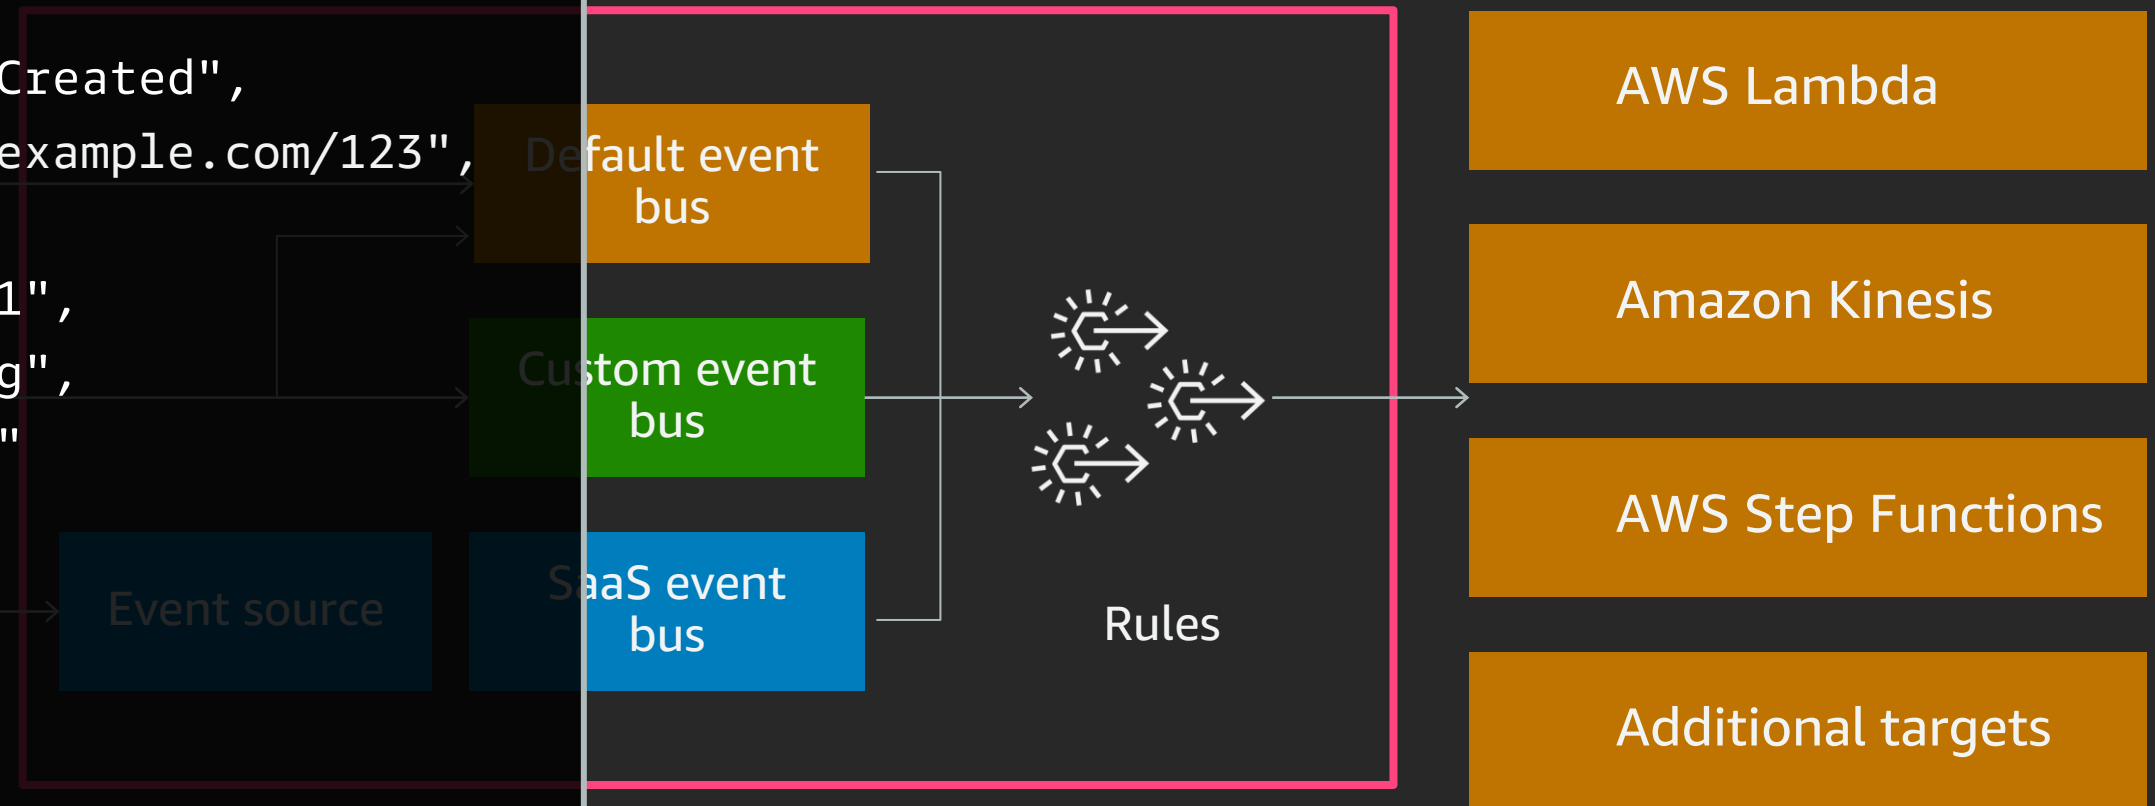 Created",
example.com/123",
1",
g",
"
Default event
bus
Custom event
bus
Event source
SaaS event
bus
Rules
AWS Lambda
Amazon Kinesis
AWS Step Functions
Additional targets